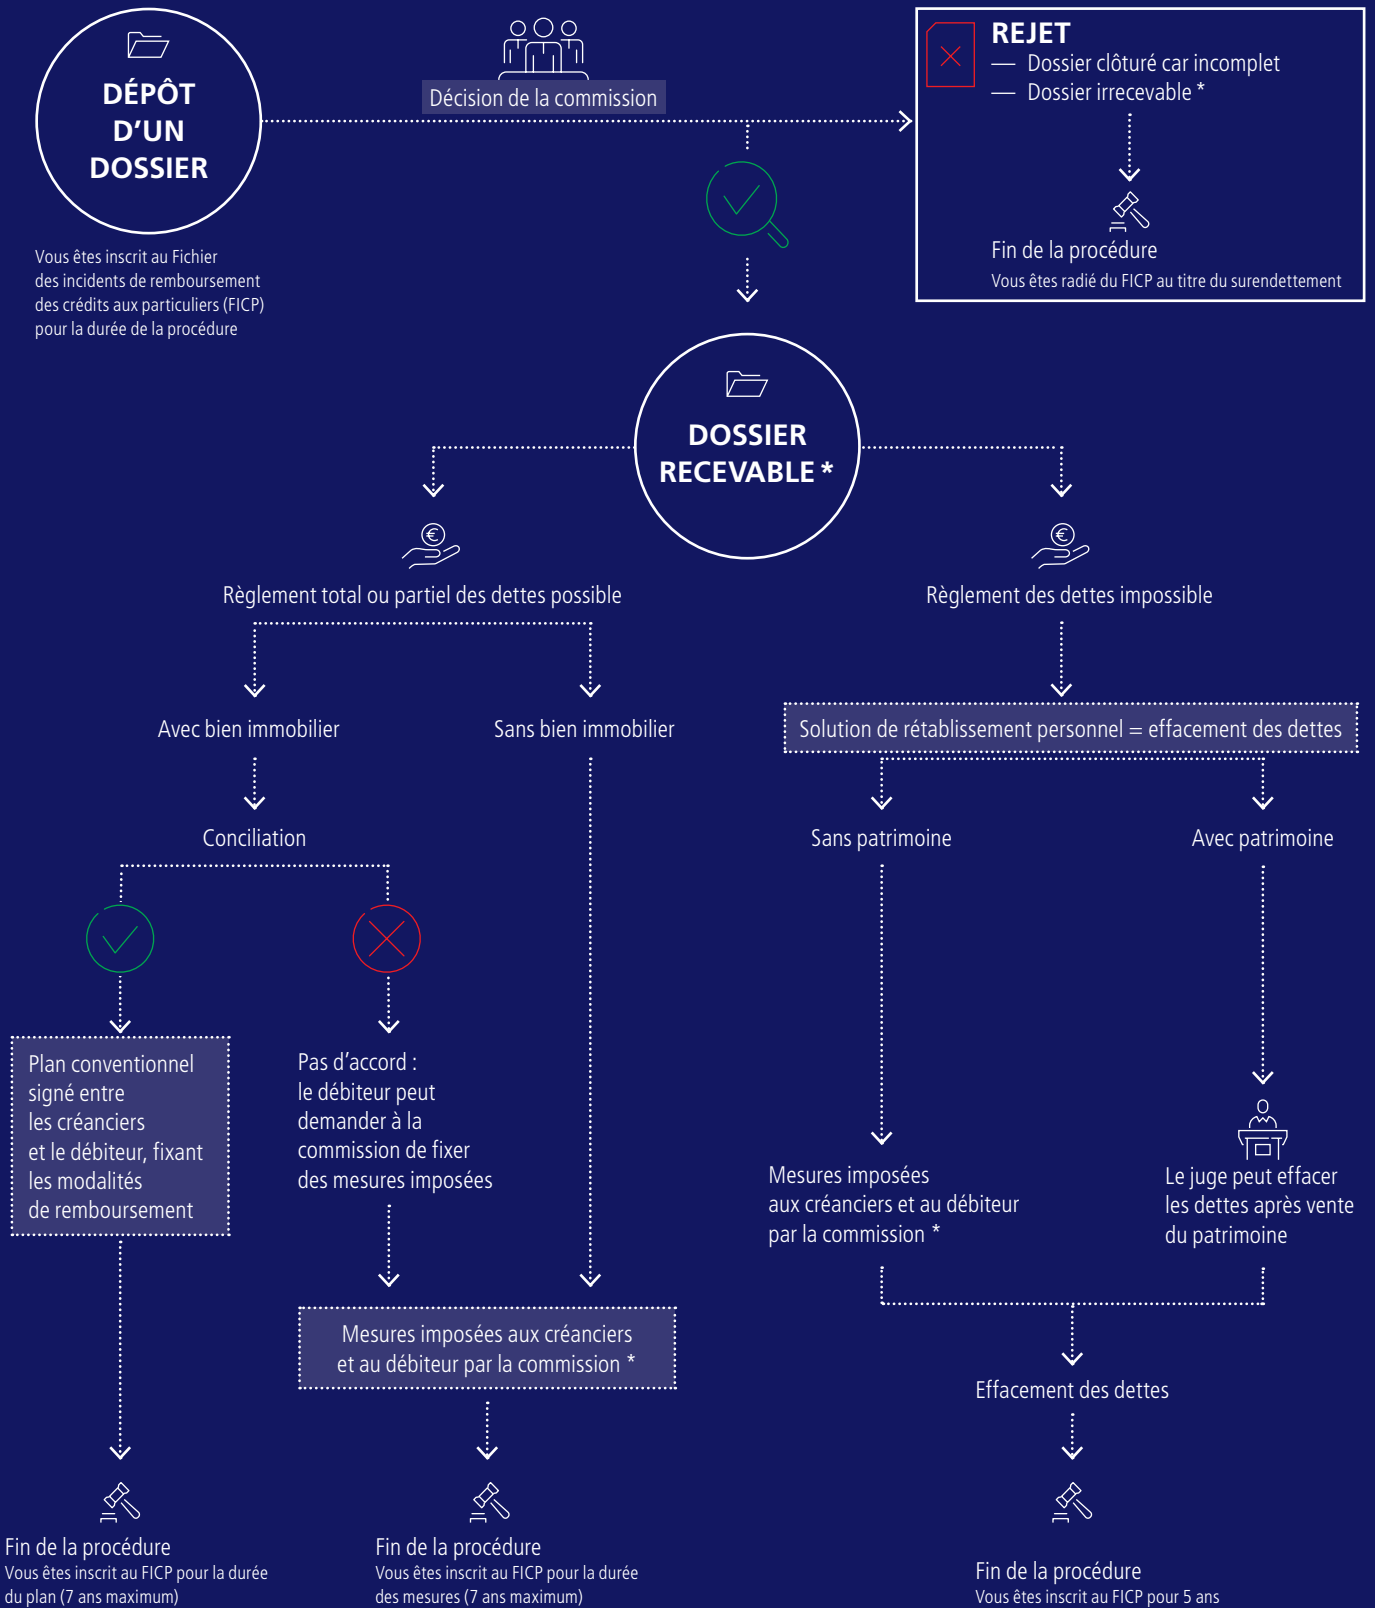 DÉPÔT
D’UN
DOSSIER
Vous êtes inscrit au Fichier
des incidents de remboursement
des crédits aux particuliers (FICP)
pour la durée de la procédure
Décision de la commission
REJET
— Dossier clôturé car incomplet
— Dossier irrecevable *
Fin de la procédure
Vous êtes radié du FICP au titre du surendettement
DOSSIER
RECEVABLE *
Règlement total ou partiel des dettes possible
Règlement des dettes impossible
Avec bien immobilier
Sans bien immobilier
Solution de rétablissement personnel = effacement des dettes
Conciliation
Sans patrimoine
Avec patrimoine
Plan conventionnel
signé entre
les créanciers
et le débiteur, fixant
les modalités
de remboursement
Pas d’accord :
le débiteur peut
demander à la
commission de fixer
des mesures imposées
Mesures imposées
aux créanciers et au débiteur
par la commission *
Le juge peut effacer
les dettes après vente
du patrimoine
Mesures imposées aux créanciers
et au débiteur par la commission *
Effacement des dettes
Fin de la procédure
Vous êtes inscrit au FICP pour la durée
du plan (7 ans maximum)
Fin de la procédure
Vous êtes inscrit au FICP pour la durée
des mesures (7 ans maximum)
Fin de la procédure
Vous êtes inscrit au FICP pour 5 ans